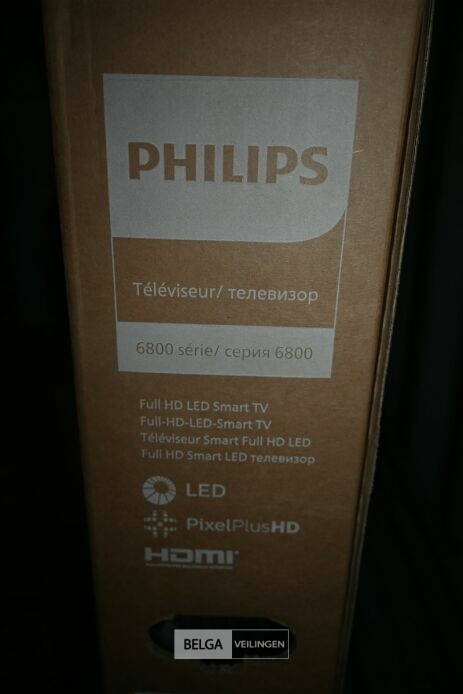 PHILIPS
Téléviseur/ телевизор
6800 série/ серия 6800
Full HD LED Smart TV
Full-HD-LED-Smart TV
Téléviseur Smart Full HD LED
Full HD Smart LED телевизор
LED
PixelPlusHD
HDMI
BELGA VEILINGEN